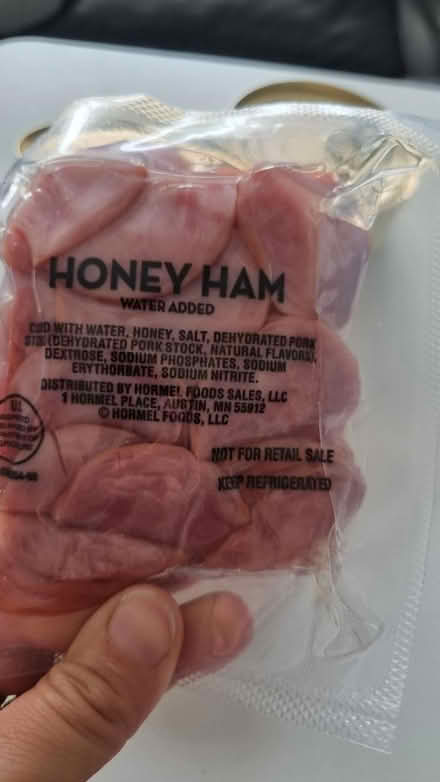 HONEY HAM
WATER ADDED
WITH WATER, HONEY, SALT, DEHYDRATED PORK
(DEHYDRATED PORK STOCK, NATURAL FLAVORS),
DEXTROSE, SODIUM PHOSPHATES, SODIUM
ERYTHORBATE, SODIUM NITRITE.
DISTRIBUTED BY HORMEL FOODS SALES, LLC
1 HORMEL PLACE, AUSTIN, MN 55912
© HORMEL FOODS, LLC
NOT FOR RETAIL SALE
KEEP REFRIGERATED